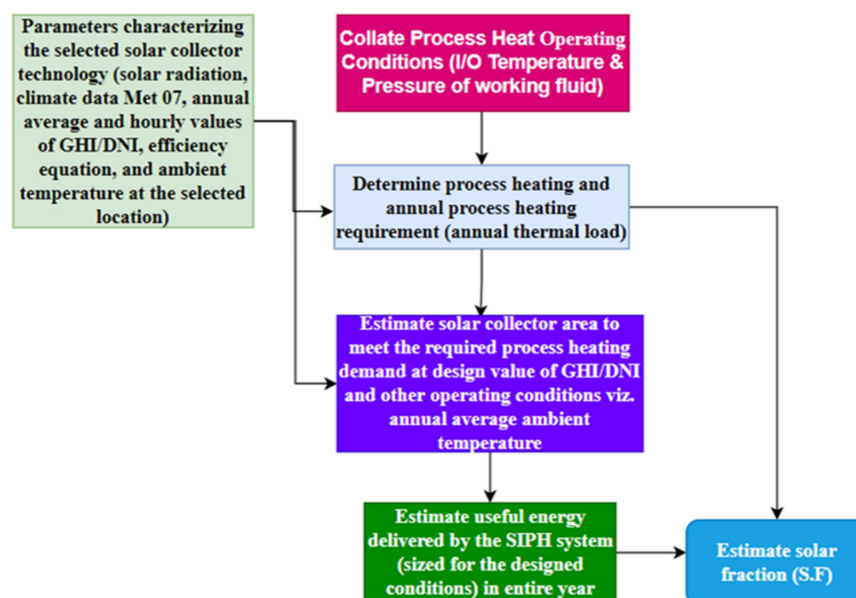 Parameters characterizing
the selected solar collector
technology (solar radiation,
climate data Met 07, annual
average and hourly values
of GHI/DNI, efficiency
equation, and ambient
temperature at the selected
location)
Collate Process Heat Operating
Conditions (I/O Temperature &
Pressure of working fluid)
Determine process heating and
annual process heating
requirement (annual thermal load)
Estimate solar collector area to
meet the required process heating
demand at design value of GHI/DNI
and other operating conditions viz.
annual average ambient
temperature
Estimate useful energy
delivered by the SIPH system
(sized for the designed
conditions) in entire year
Estimate solar
fraction (S.F)